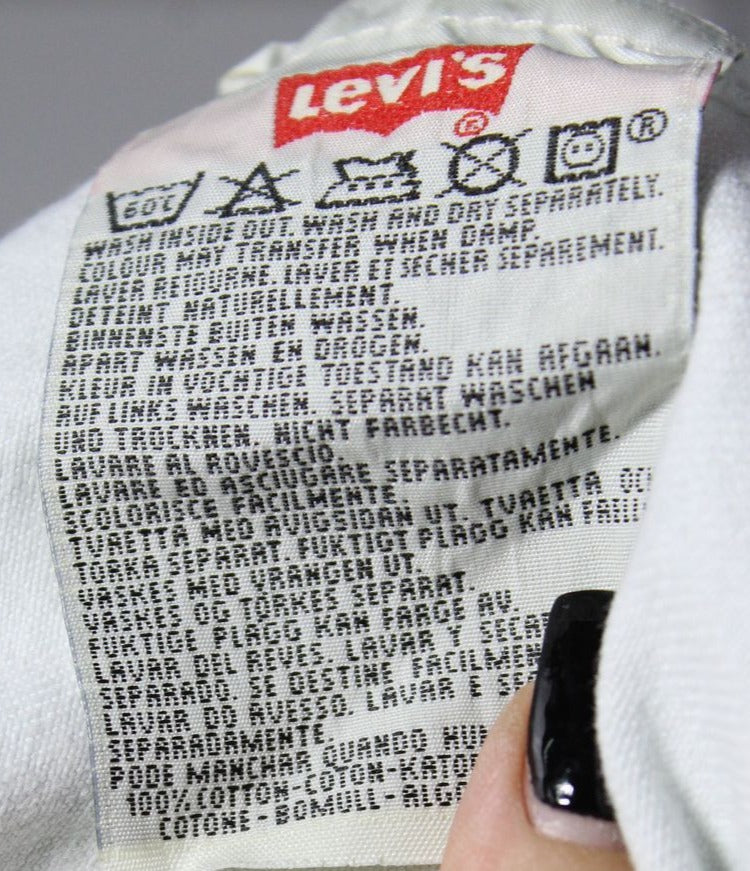 LEVI'S
®
60C
®
WASH INSIDE OUT. WASH AND DRY SEPARATELY.
COLOUR MAY TRANSFER WHEN DAMP.
LAVER RETOURNE. LAVER ET SECHER SEPAREMENT.
DETEINT NATURELLEMENT.
BINNENSTE BUITEN WASSEN.
APART WASSEN EN DROGEN.
KLEUR IN VOCHTIGE TOESTAND KAN AFGAAN.
AUF LINKS WASCHEN. SEPARAT WASCHEN
UND TROCKNEN. NICHT FARBECHT.
LAVARE AL ROVESCIO.
LAVARE ED ASCIUGARE SEPARATAMENTE.
SCOLORISCE FACILMENTE.
TVAETTA MED AVIGSIDAN UT. TVAETTA
TORKA SEPARAT. FUKTIGT PLAGG KAN
VASKES MED VRANGEN UT.
VASKES OG TORKES SEPARAT.
FUKTIGE PLAGG KAN FARGE AV.
LAVAR DEL REVES. LAVAR Y
SEPARADO. SE DESTINE
LAVAR DO AVESSO. LAVAR E
SEPARADAMENTE.
PODE MANCHAR QUANDO
100% COTTON-COTON-
COTONE-BOMULL-